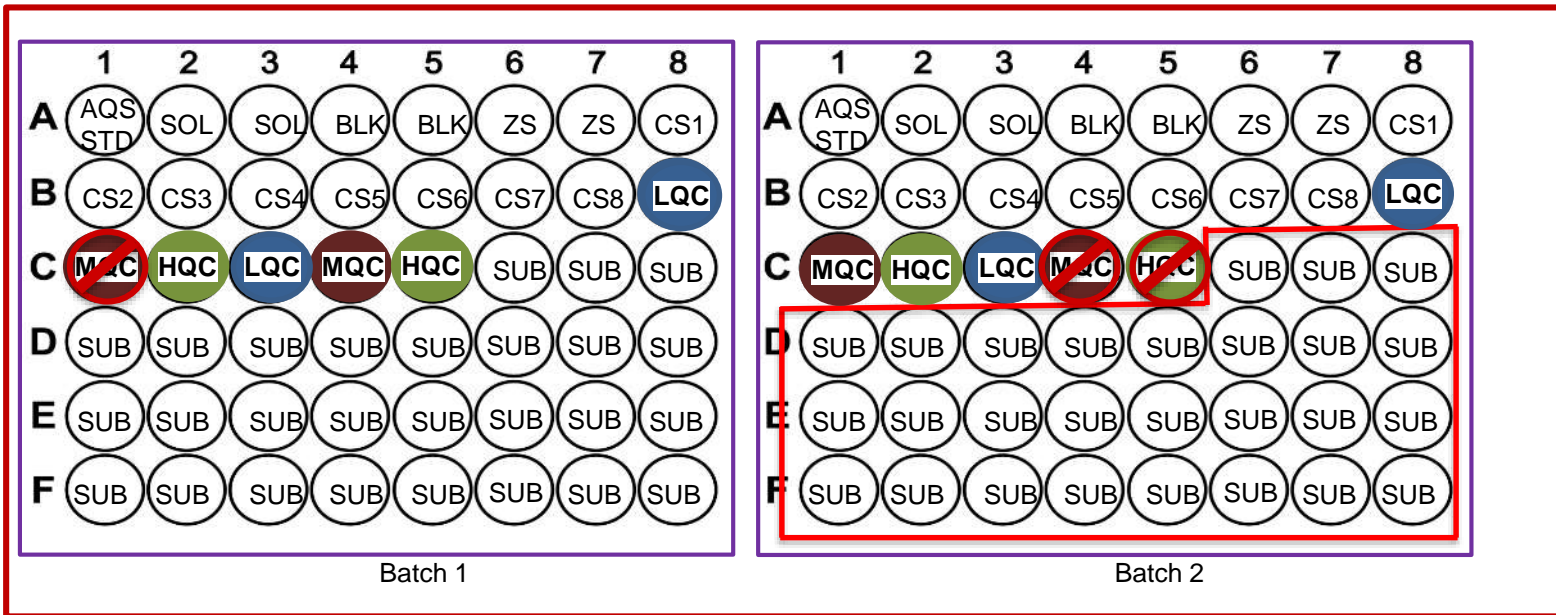 1 2 3 4 5 6 7 8
A AQS STD SOL SOL BLK BLK ZS ZS CS1
B CS2 CS3 CS4 CS5 CS6 CS7 CS8 LQC
C MQC HQC LQC MQC HQC SUB SUB SUB
D SUB SUB SUB SUB SUB SUB SUB SUB
E SUB SUB SUB SUB SUB SUB SUB SUB
F SUB SUB SUB SUB SUB SUB SUB SUB
Batch 1
1 2 3 4 5 6 7 8
A AQS STD SOL SOL BLK BLK ZS ZS CS1
B CS2 CS3 CS4 CS5 CS6 CS7 CS8 LQC
C MQC HQC LQC MQC HQC SUB SUB SUB
D SUB SUB SUB SUB SUB SUB SUB SUB
E SUB SUB SUB SUB SUB SUB SUB SUB
F SUB SUB SUB SUB SUB SUB SUB SUB
Batch 2